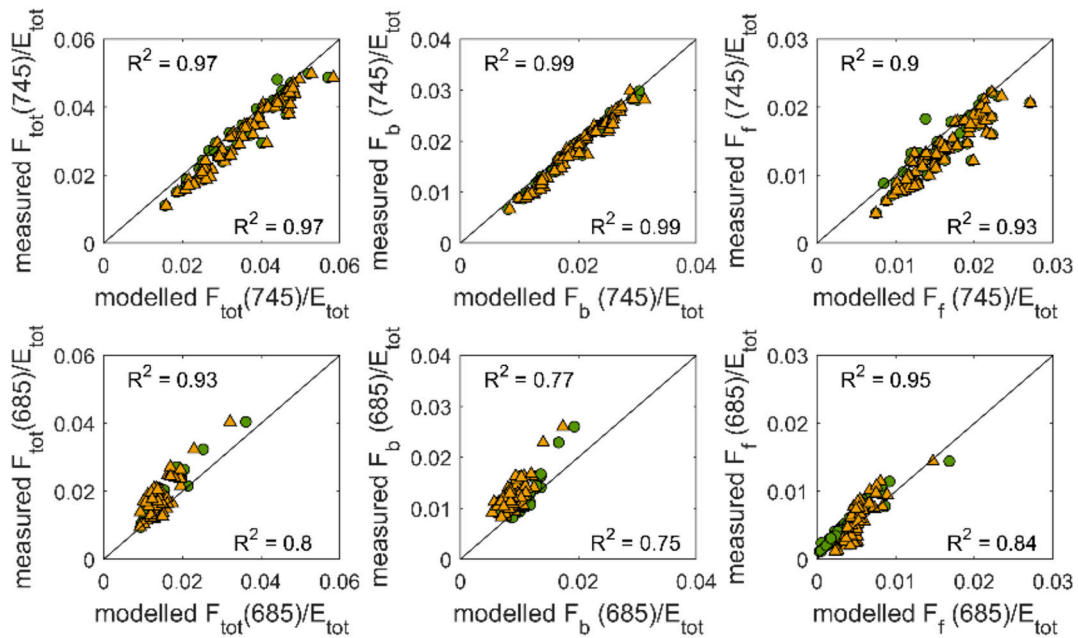 0.06
0.04
0.02
0
measured F_tot(745)/E_tot
R² = 0.97
R² = 0.97
0 0.02 0.04 0.06
modelled F_tot(745)/E_tot
0.04
0.03
0.02
0.01
0
measured F_b (745)/E_tot
R² = 0.99
R² = 0.99
0 0.02 0.04
modelled F_b (745)/E_tot
0.03
0.02
0.01
0
measured F_f (745)/E_tot
R² = 0.9
R² = 0.93
0 0.01 0.02 0.03
modelled F_f (745)/E_tot
0.06
0.04
0.02
0
measured F_tot(685)/E_tot
R² = 0.93
R² = 0.8
0 0.02 0.04 0.06
modelled F_tot(685)/E_tot
0.04
0.03
0.02
0.01
0
measured F_b (685)/E_tot
R² = 0.77
R² = 0.75
0 0.02 0.04
modelled F_b (685)/E_tot
0.03
0.02
0.01
0
measured F_f (685)/E_tot
R² = 0.95
R² = 0.84
0 0.01 0.02 0.03
modelled F_f (685)/E_tot